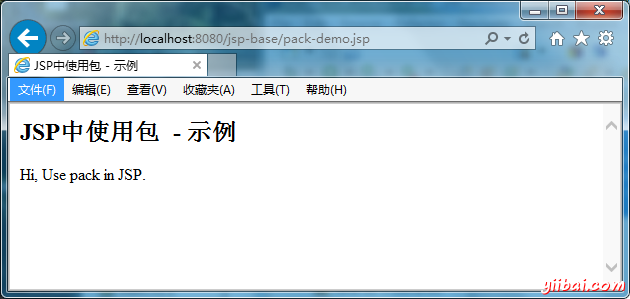 http://localhost:8080/jsp-base/pack-demo.jsp
JSP中使用包 - 示例
文件(F) 编辑(E) 查看(V) 收藏夹(A) 工具(T) 帮助(H)
JSP中使用包 - 示例
Hi, Use pack in JSP.
yiibai.com